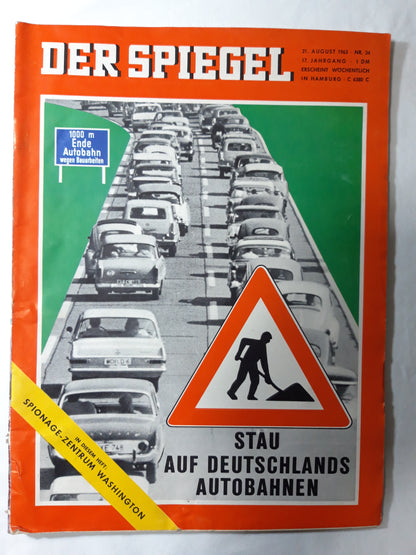 DER SPIEGEL
21. AUGUST 1963 · NR. 34
17. JAHRGANG · 1 DM
ERSCHEINT WÖCHENTLICH
IN HAMBURG · C 6380 C
1000 m
Ende
Autobahn
wegen Bauarbeiten
IN DIESEM HEFT:
SPIONAGE-ZENTRUM WASHINGTON
STAU
AUF DEUTSCHLANDS
AUTOBAHNEN